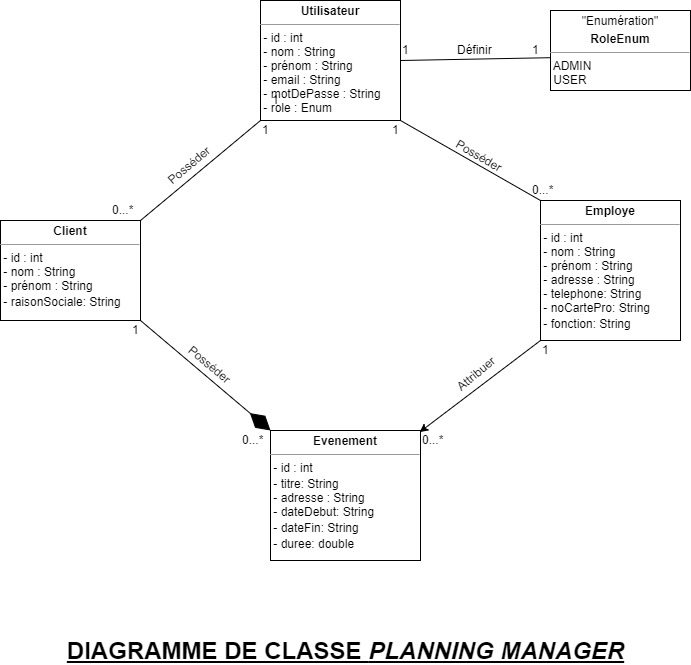 Utilisateur
- id : int
- nom : String
- prénom : String
- email : String
- motDePasse : String
1
- role : Enum
1
Définir
1
"Enumération"
RoleEnum
ADMIN
USER
1
1
Posséder
Posséder
0...*
0...*
Client
- id : int
- nom : String
- prénom : String
- raisonSociale: String
Employe
- id : int
- nom : String
- prénom : String
- adresse : String
- telephone: String
- noCartePro: String
- fonction: String
1
1
Posséder
Attribuer
0...*
0...*
Evenement
- id : int
- titre: String
- adresse : String
- dateDebut: String
- dateFin: String
- duree: double
DIAGRAMME DE CLASSE PLANNING MANAGER